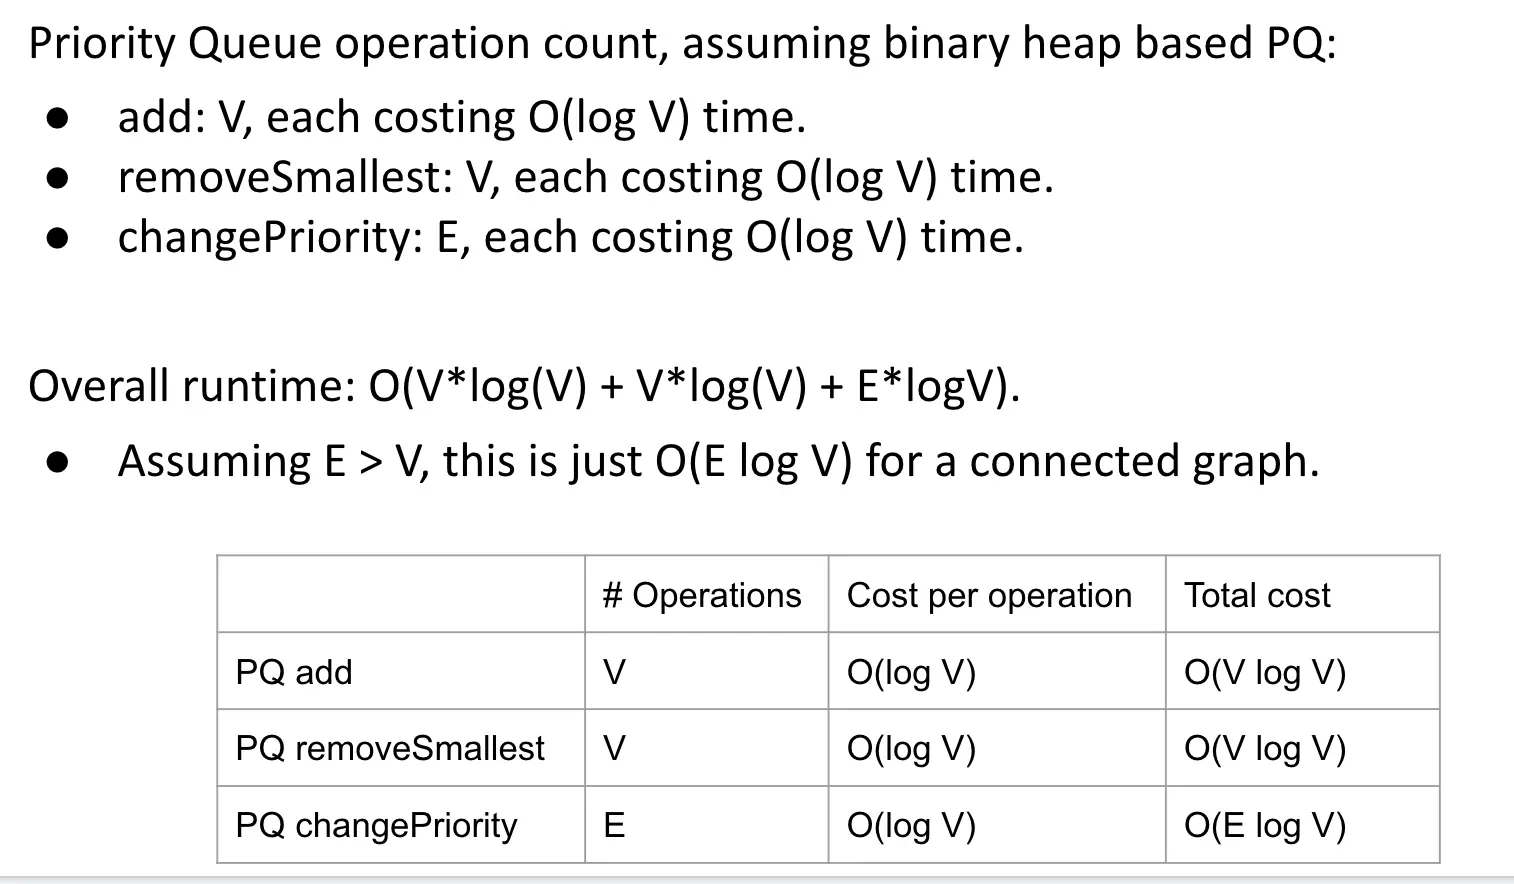 Priority Queue operation count, assuming binary heap based PQ:
● add: V, each costing O(log V) time.
● removeSmallest: V, each costing O(log V) time.
● changePriority: E, each costing O(log V) time.
Overall runtime: O(V*log(V) + V*log(V) + E*logV).
● Assuming E > V, this is just O(E log V) for a connected graph.
# Operations Cost per operation Total cost
PQ add V O(log V) O(V log V)
PQ removeSmallest V O(log V) O(V log V)
PQ changePriority E O(log V) O(E log V)